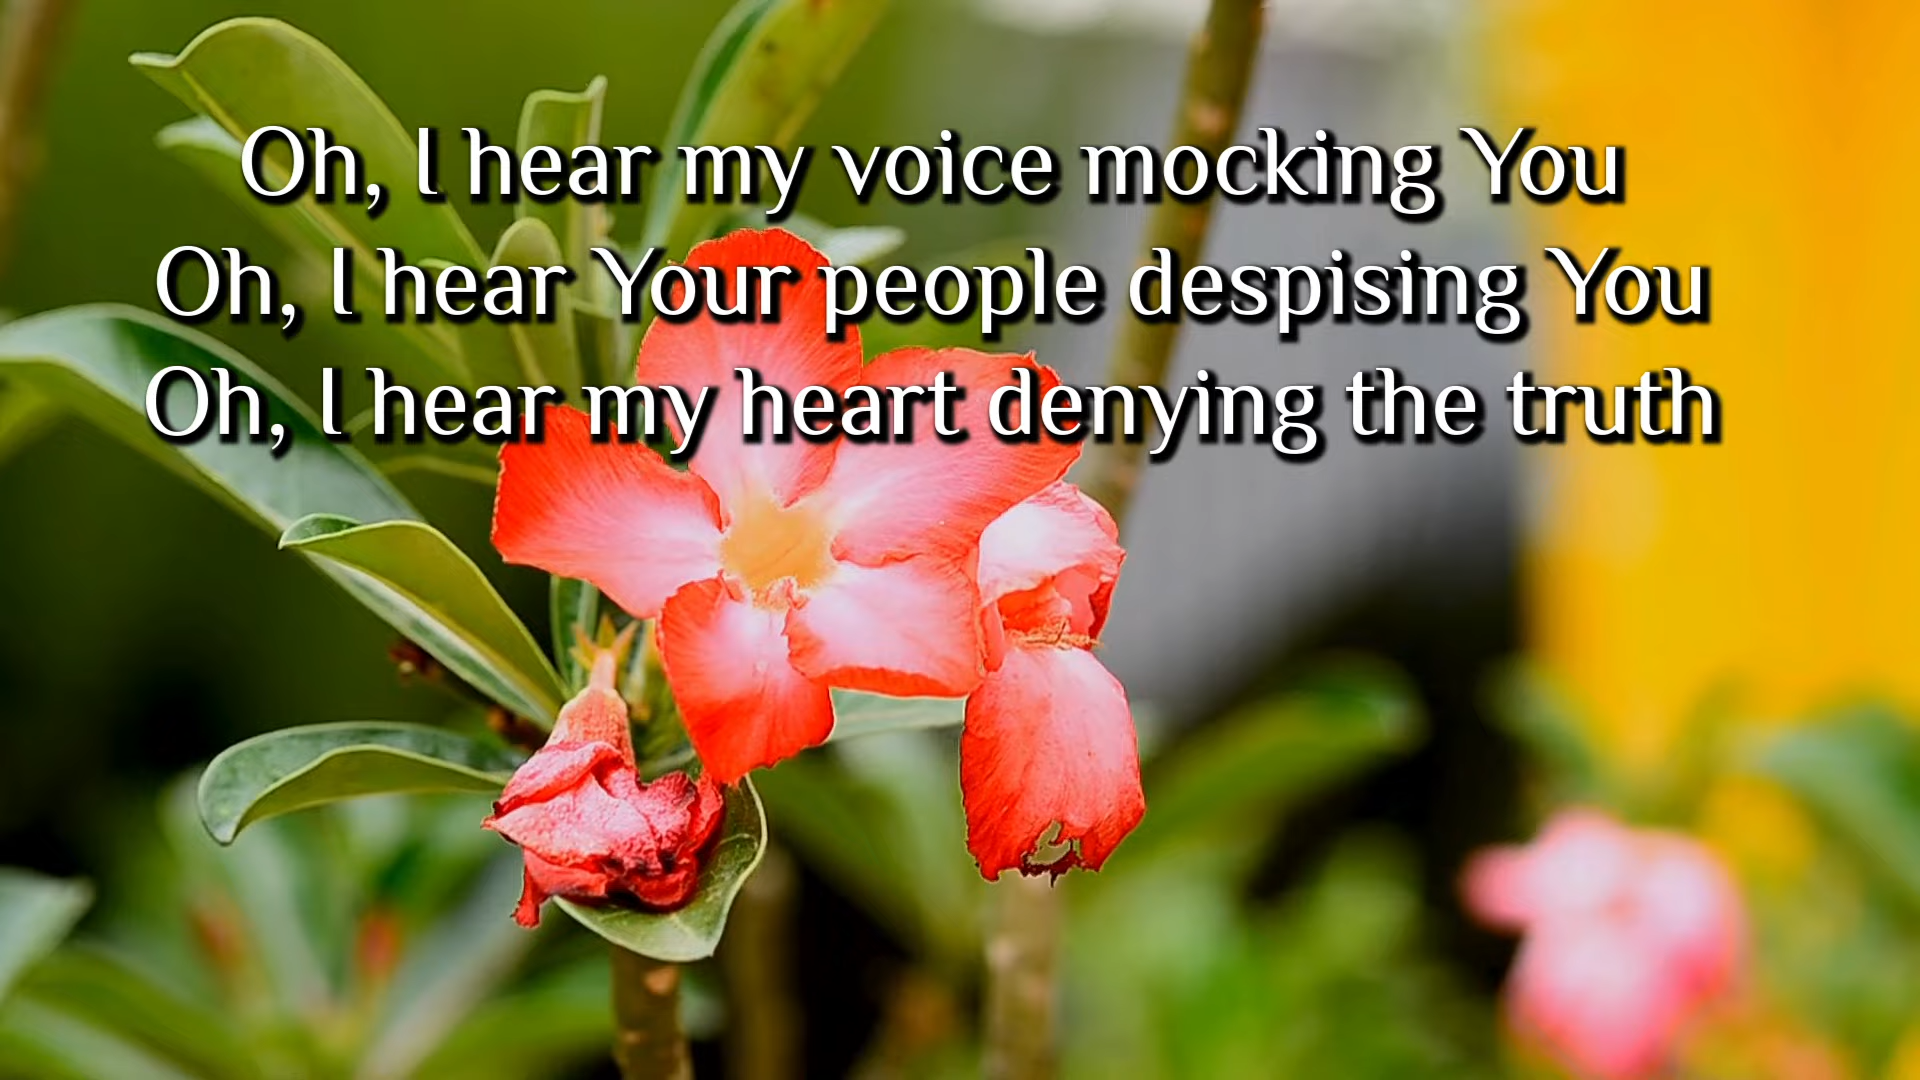 Oh, I hear my voice mocking You
Oh, I hear Your people despising You
Oh, I hear my heart denying the truth